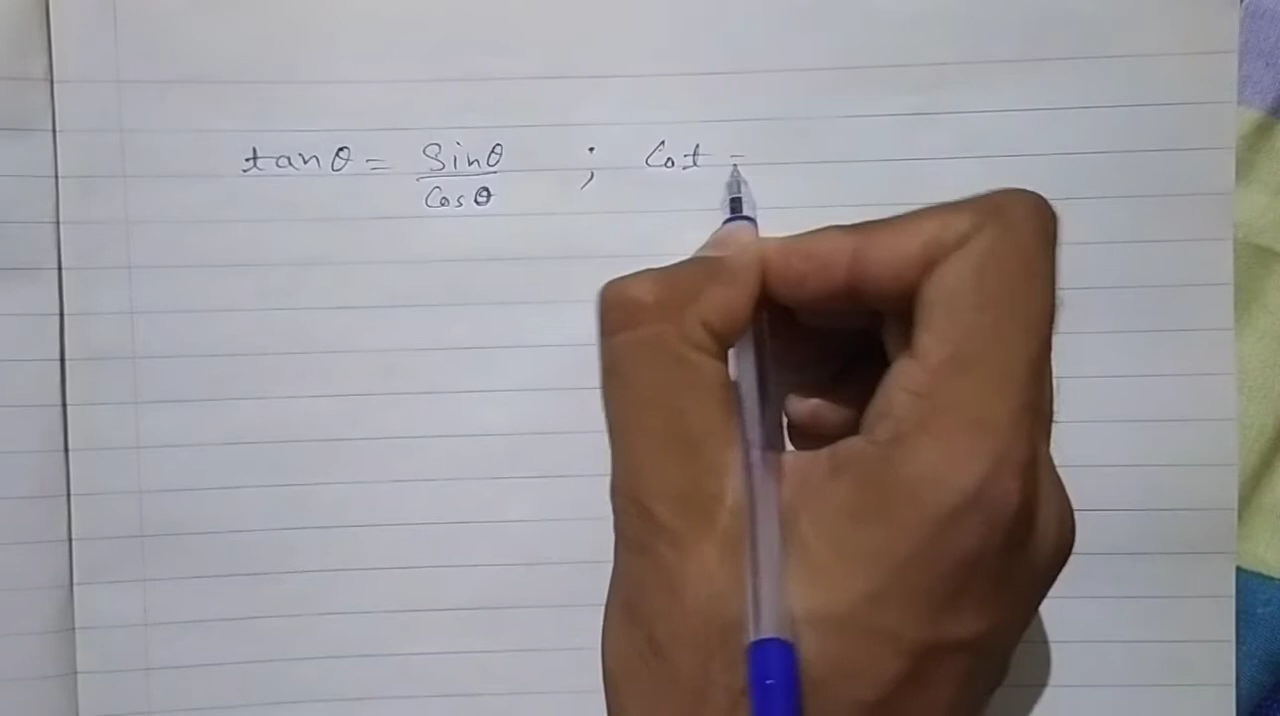 tanθ = Sinθ/Cosθ ; Cot -